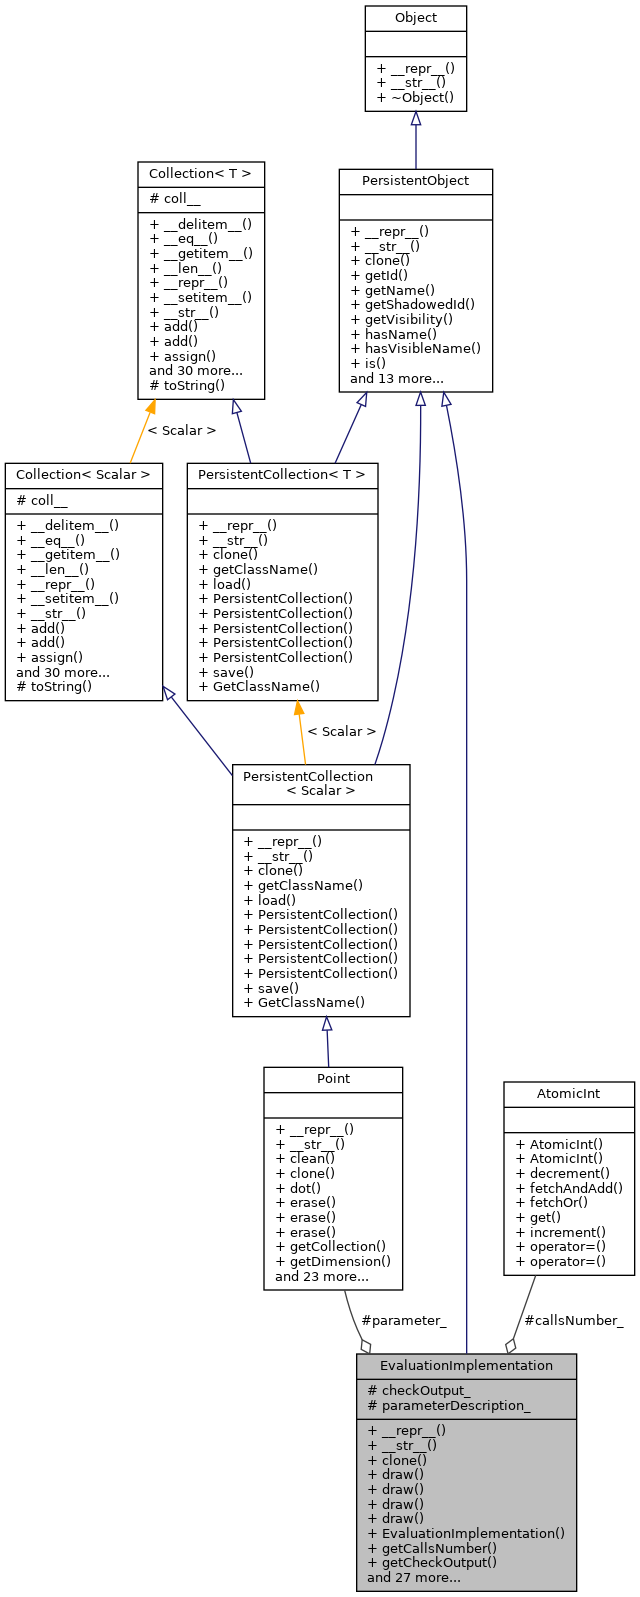 Object
+ __repr__()
+ __str__()
+ ~Object()
Collection< T >
# coll__
+ __delitem__()
+ __eq__()
+ __getitem__()
+ __len__()
+ __repr__()
+ __setitem__()
+ __str__()
+ add()
+ add()
+ assign()
and 30 more...
# toString()
PersistentObject
+ __repr__()
+ __str__()
+ clone()
+ getId()
+ getName()
+ getShadowedId()
+ getVisibility()
+ hasName()
+ hasVisibleName()
+ is()
and 13 more...
< Scalar >
Collection< Scalar >
# coll__
+ __delitem__()
+ __eq__()
+ __getitem__()
+ __len__()
+ __repr__()
+ __setitem__()
+ __str__()
+ add()
+ add()
+ assign()
and 30 more...
# toString()
PersistentCollection< T >
+ __repr__()
+ __str__()
+ clone()
+ getClassName()
+ load()
+ PersistentCollection()
+ PersistentCollection()
+ PersistentCollection()
+ PersistentCollection()
+ PersistentCollection()
+ save()
+ GetClassName()
< Scalar >
PersistentCollection
< Scalar >
+ __repr__()
+ __str__()
+ clone()
+ getClassName()
+ load()
+ PersistentCollection()
+ PersistentCollection()
+ PersistentCollection()
+ PersistentCollection()
+ PersistentCollection()
+ save()
+ GetClassName()
Point
+ __repr__()
+ __str__()
+ clean()
+ clone()
+ dot()
+ erase()
+ erase()
+ erase()
+ getCollection()
+ getDimension()
and 23 more...
AtomicInt
+ AtomicInt()
+ AtomicInt()
+ decrement()
+ fetchAndAdd()
+ fetchOr()
+ get()
+ increment()
+ operator=()
+ operator=()
#parameter_
#callsNumber_
EvaluationImplementation
# checkOutput_
# parameterDescription_
+ __repr__()
+ __str__()
+ clone()
+ draw()
+ draw()
+ draw()
+ draw()
+ EvaluationImplementation()
+ getCallsNumber()
+ getCheckOutput()
and 27 more...